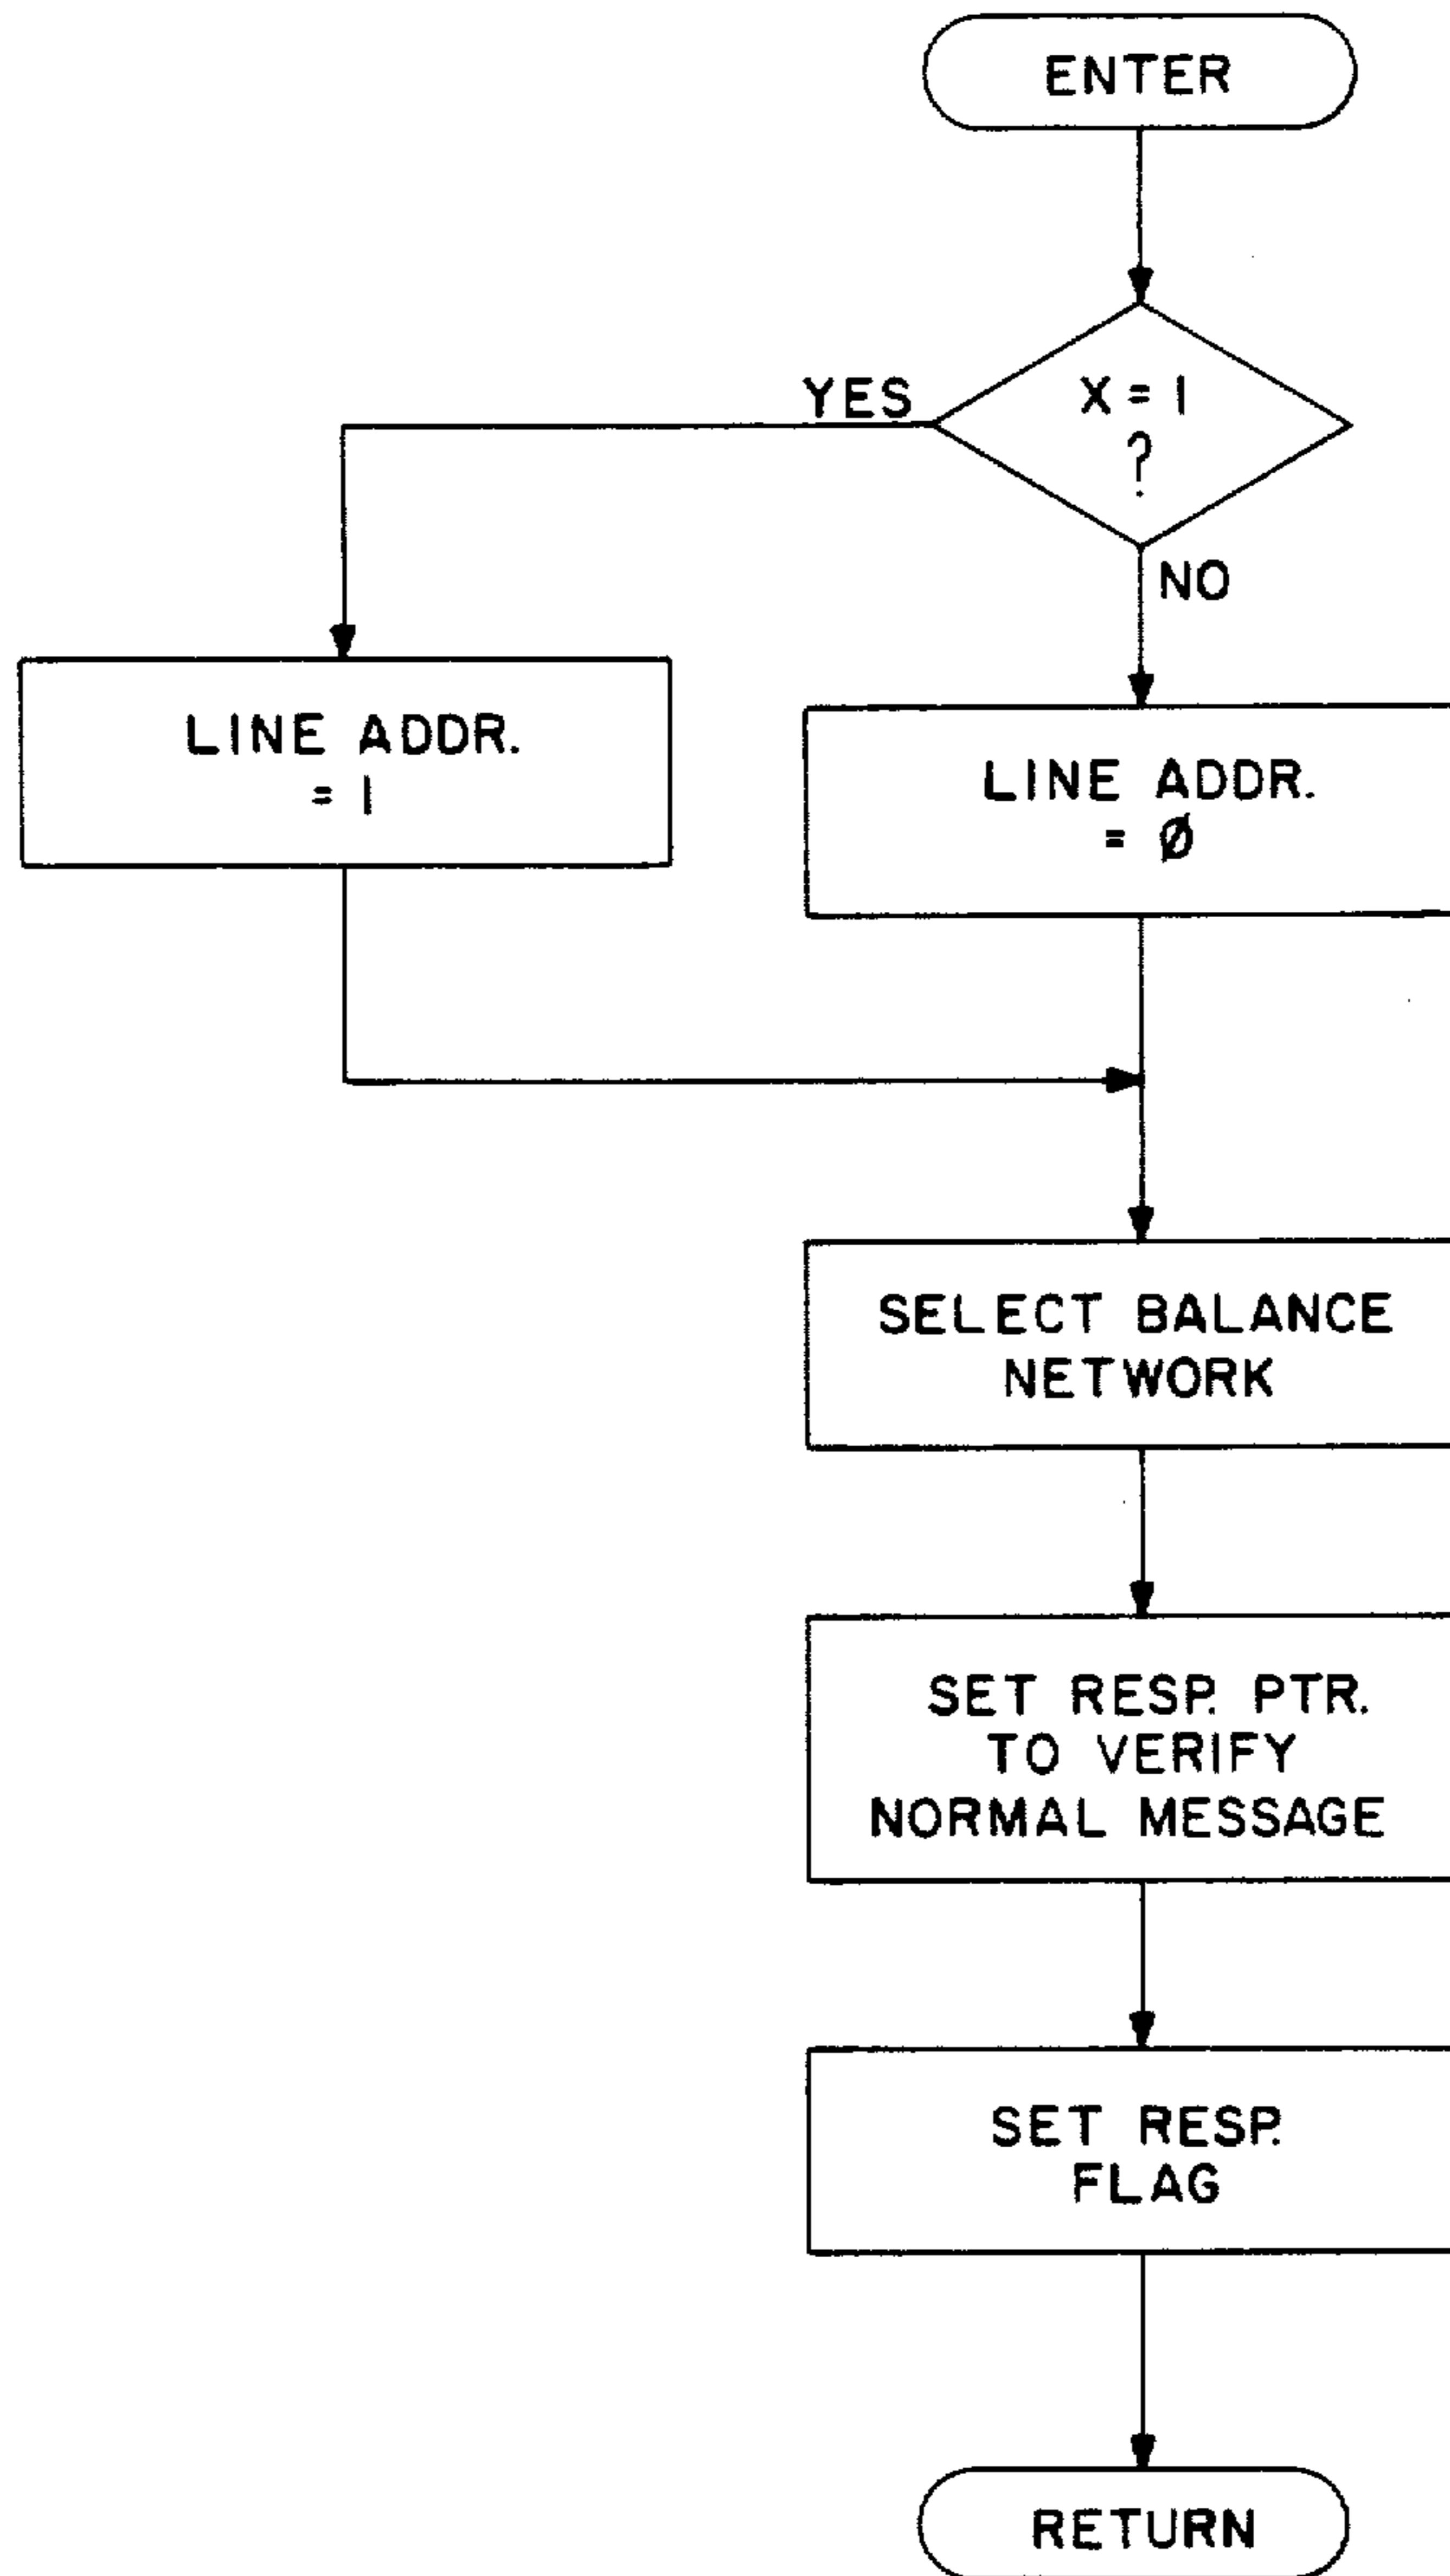 ENTER
X = 1
?
YES
NO
LINE ADDR.
= 1
LINE ADDR.
= Ø
SELECT BALANCE
NETWORK
SET RESP. PTR.
TO VERIFY
NORMAL MESSAGE
SET RESP.
FLAG
RETURN